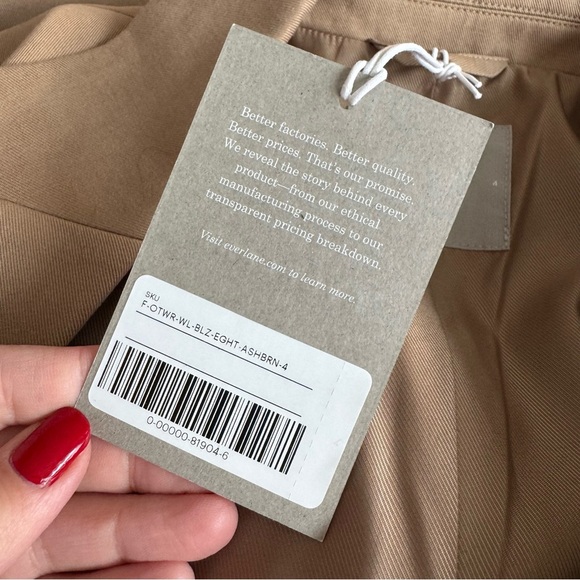 Better factories. Better quality.
Better prices. That's our promise.
We reveal the story behind every
product—from our ethical
manufacturing process to our
transparent pricing breakdown.
Visit everlane.com to learn more.
SKU
F-OTWR-WL-BLZ-EGHT-ASHBRN-4
0-00000-81904-6
4